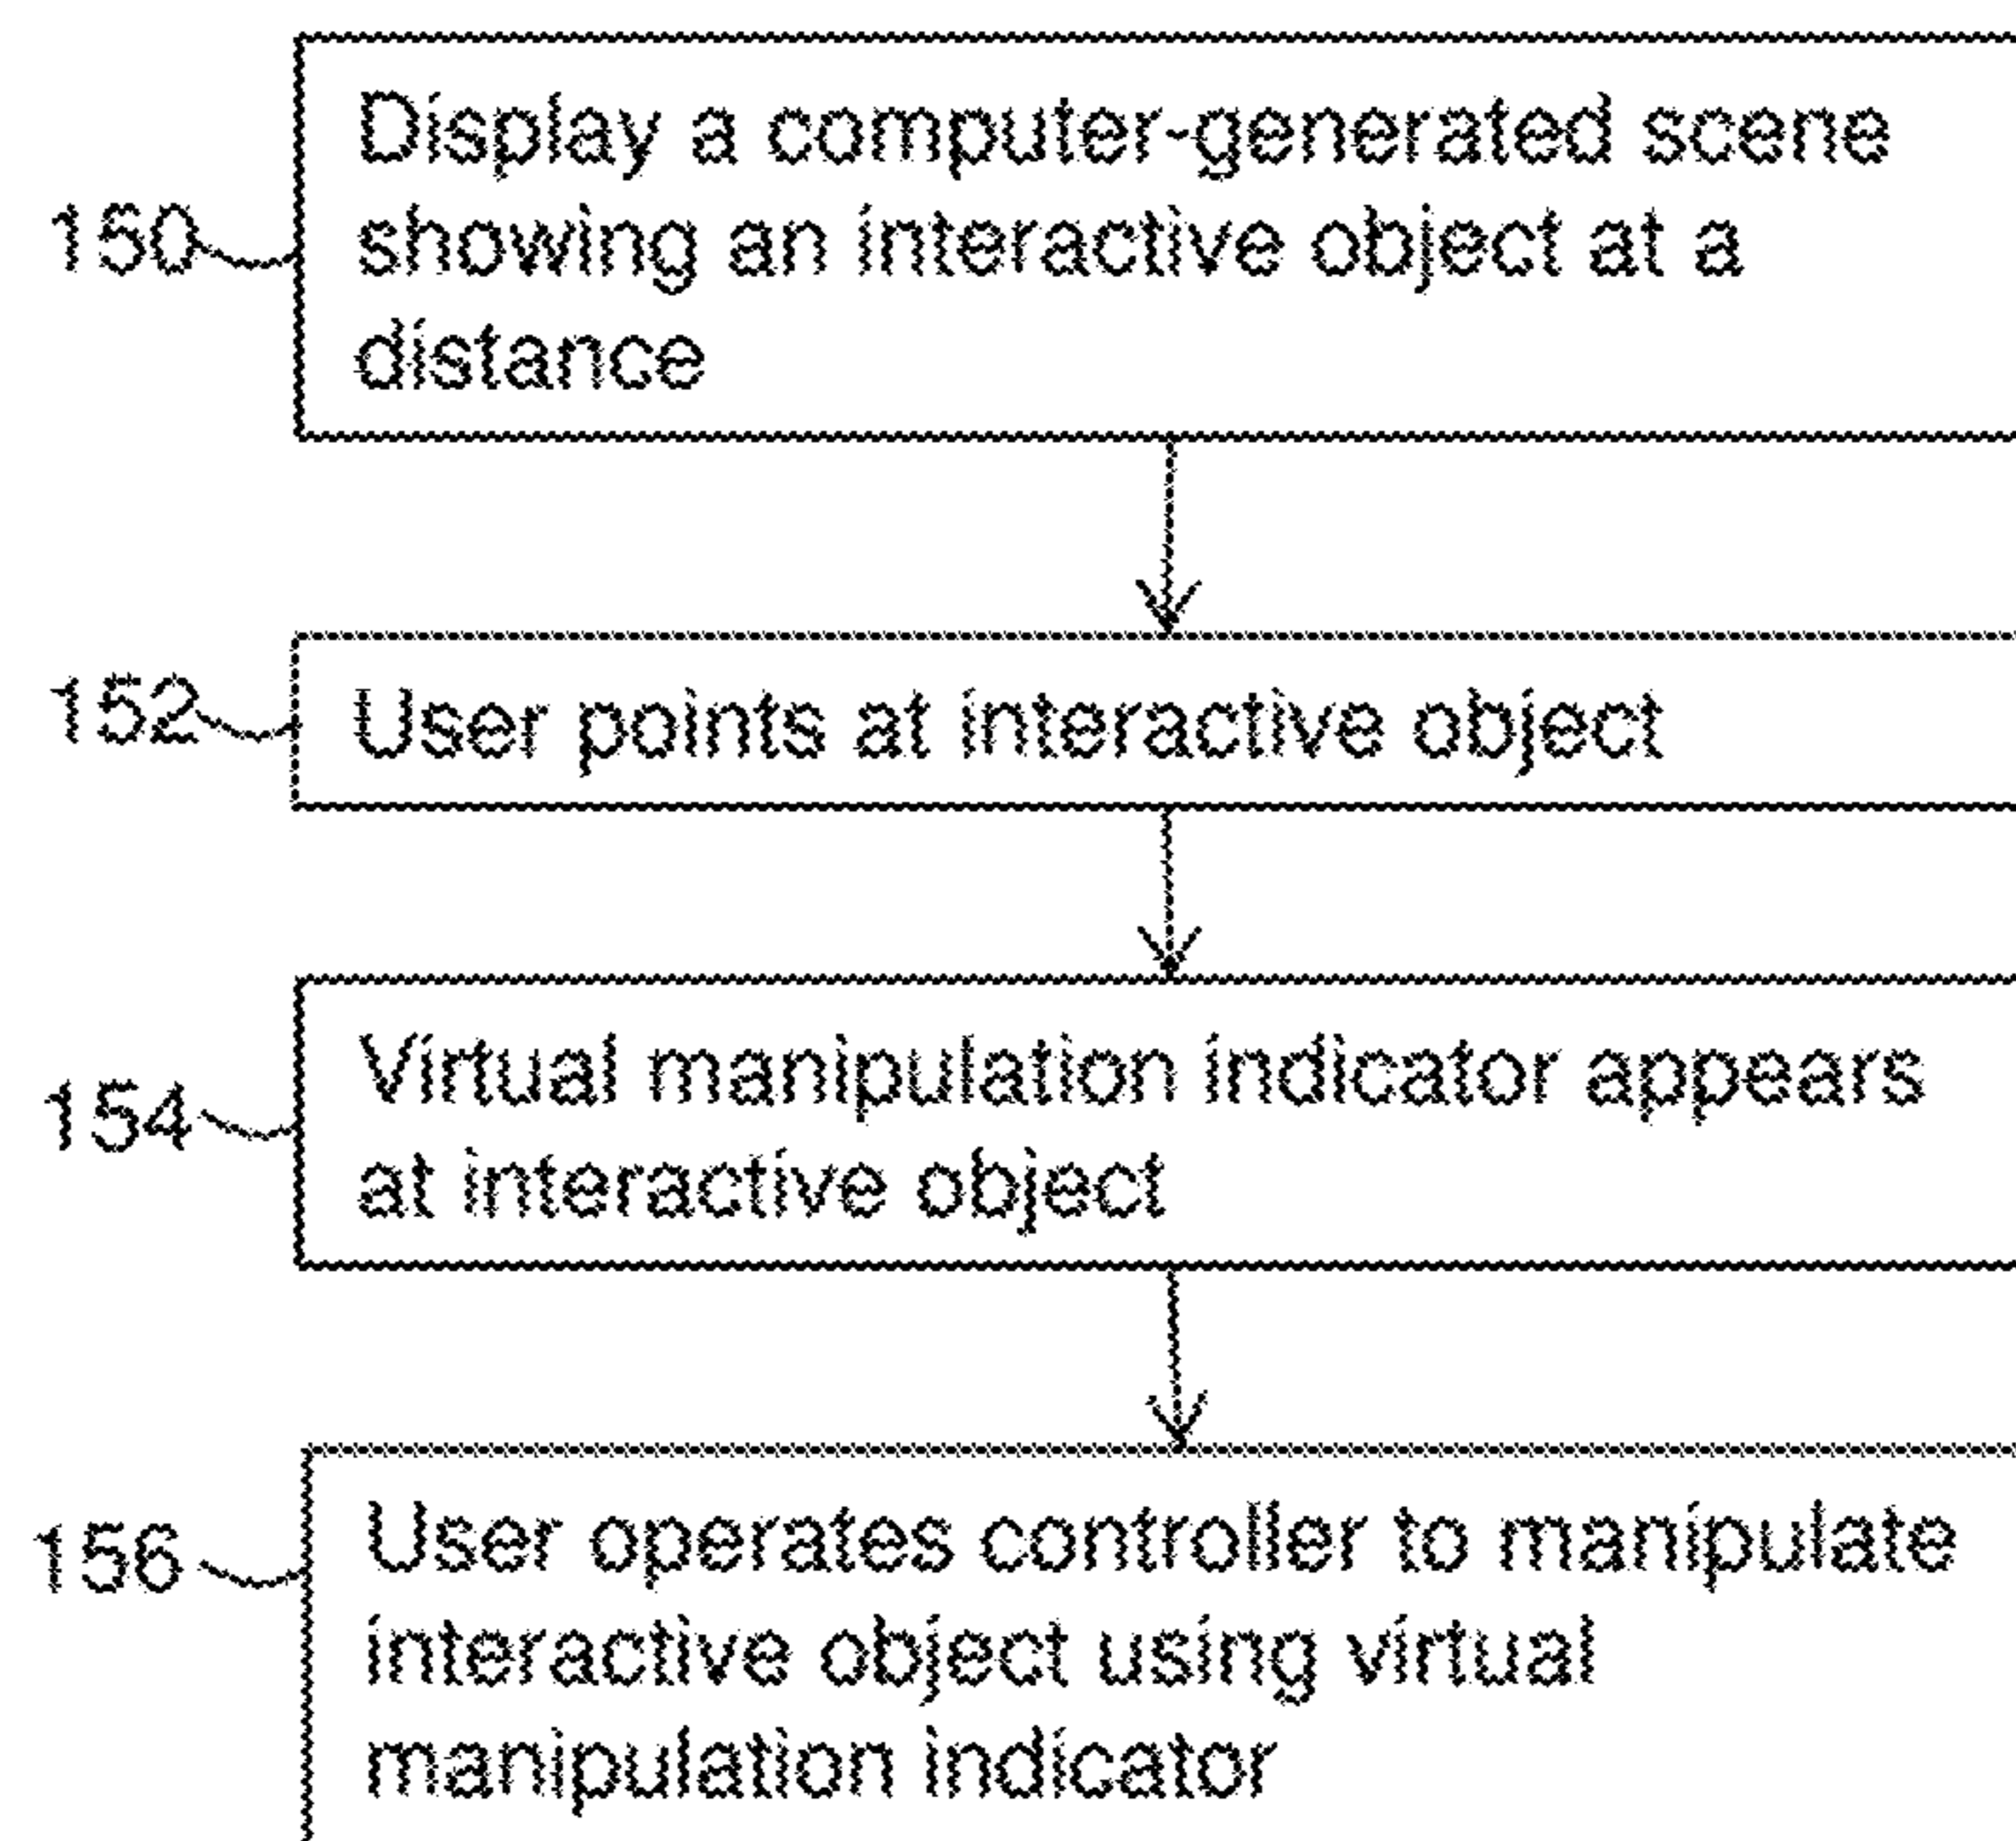 Display a computer-generated scene
150
showing an interactive object at a
distance
152
User points at interactive object
Virtual manipulation indicator appears
154
at interactive object
User operates controller to manipulate
156
interactive object using virtual
manipulation indicator